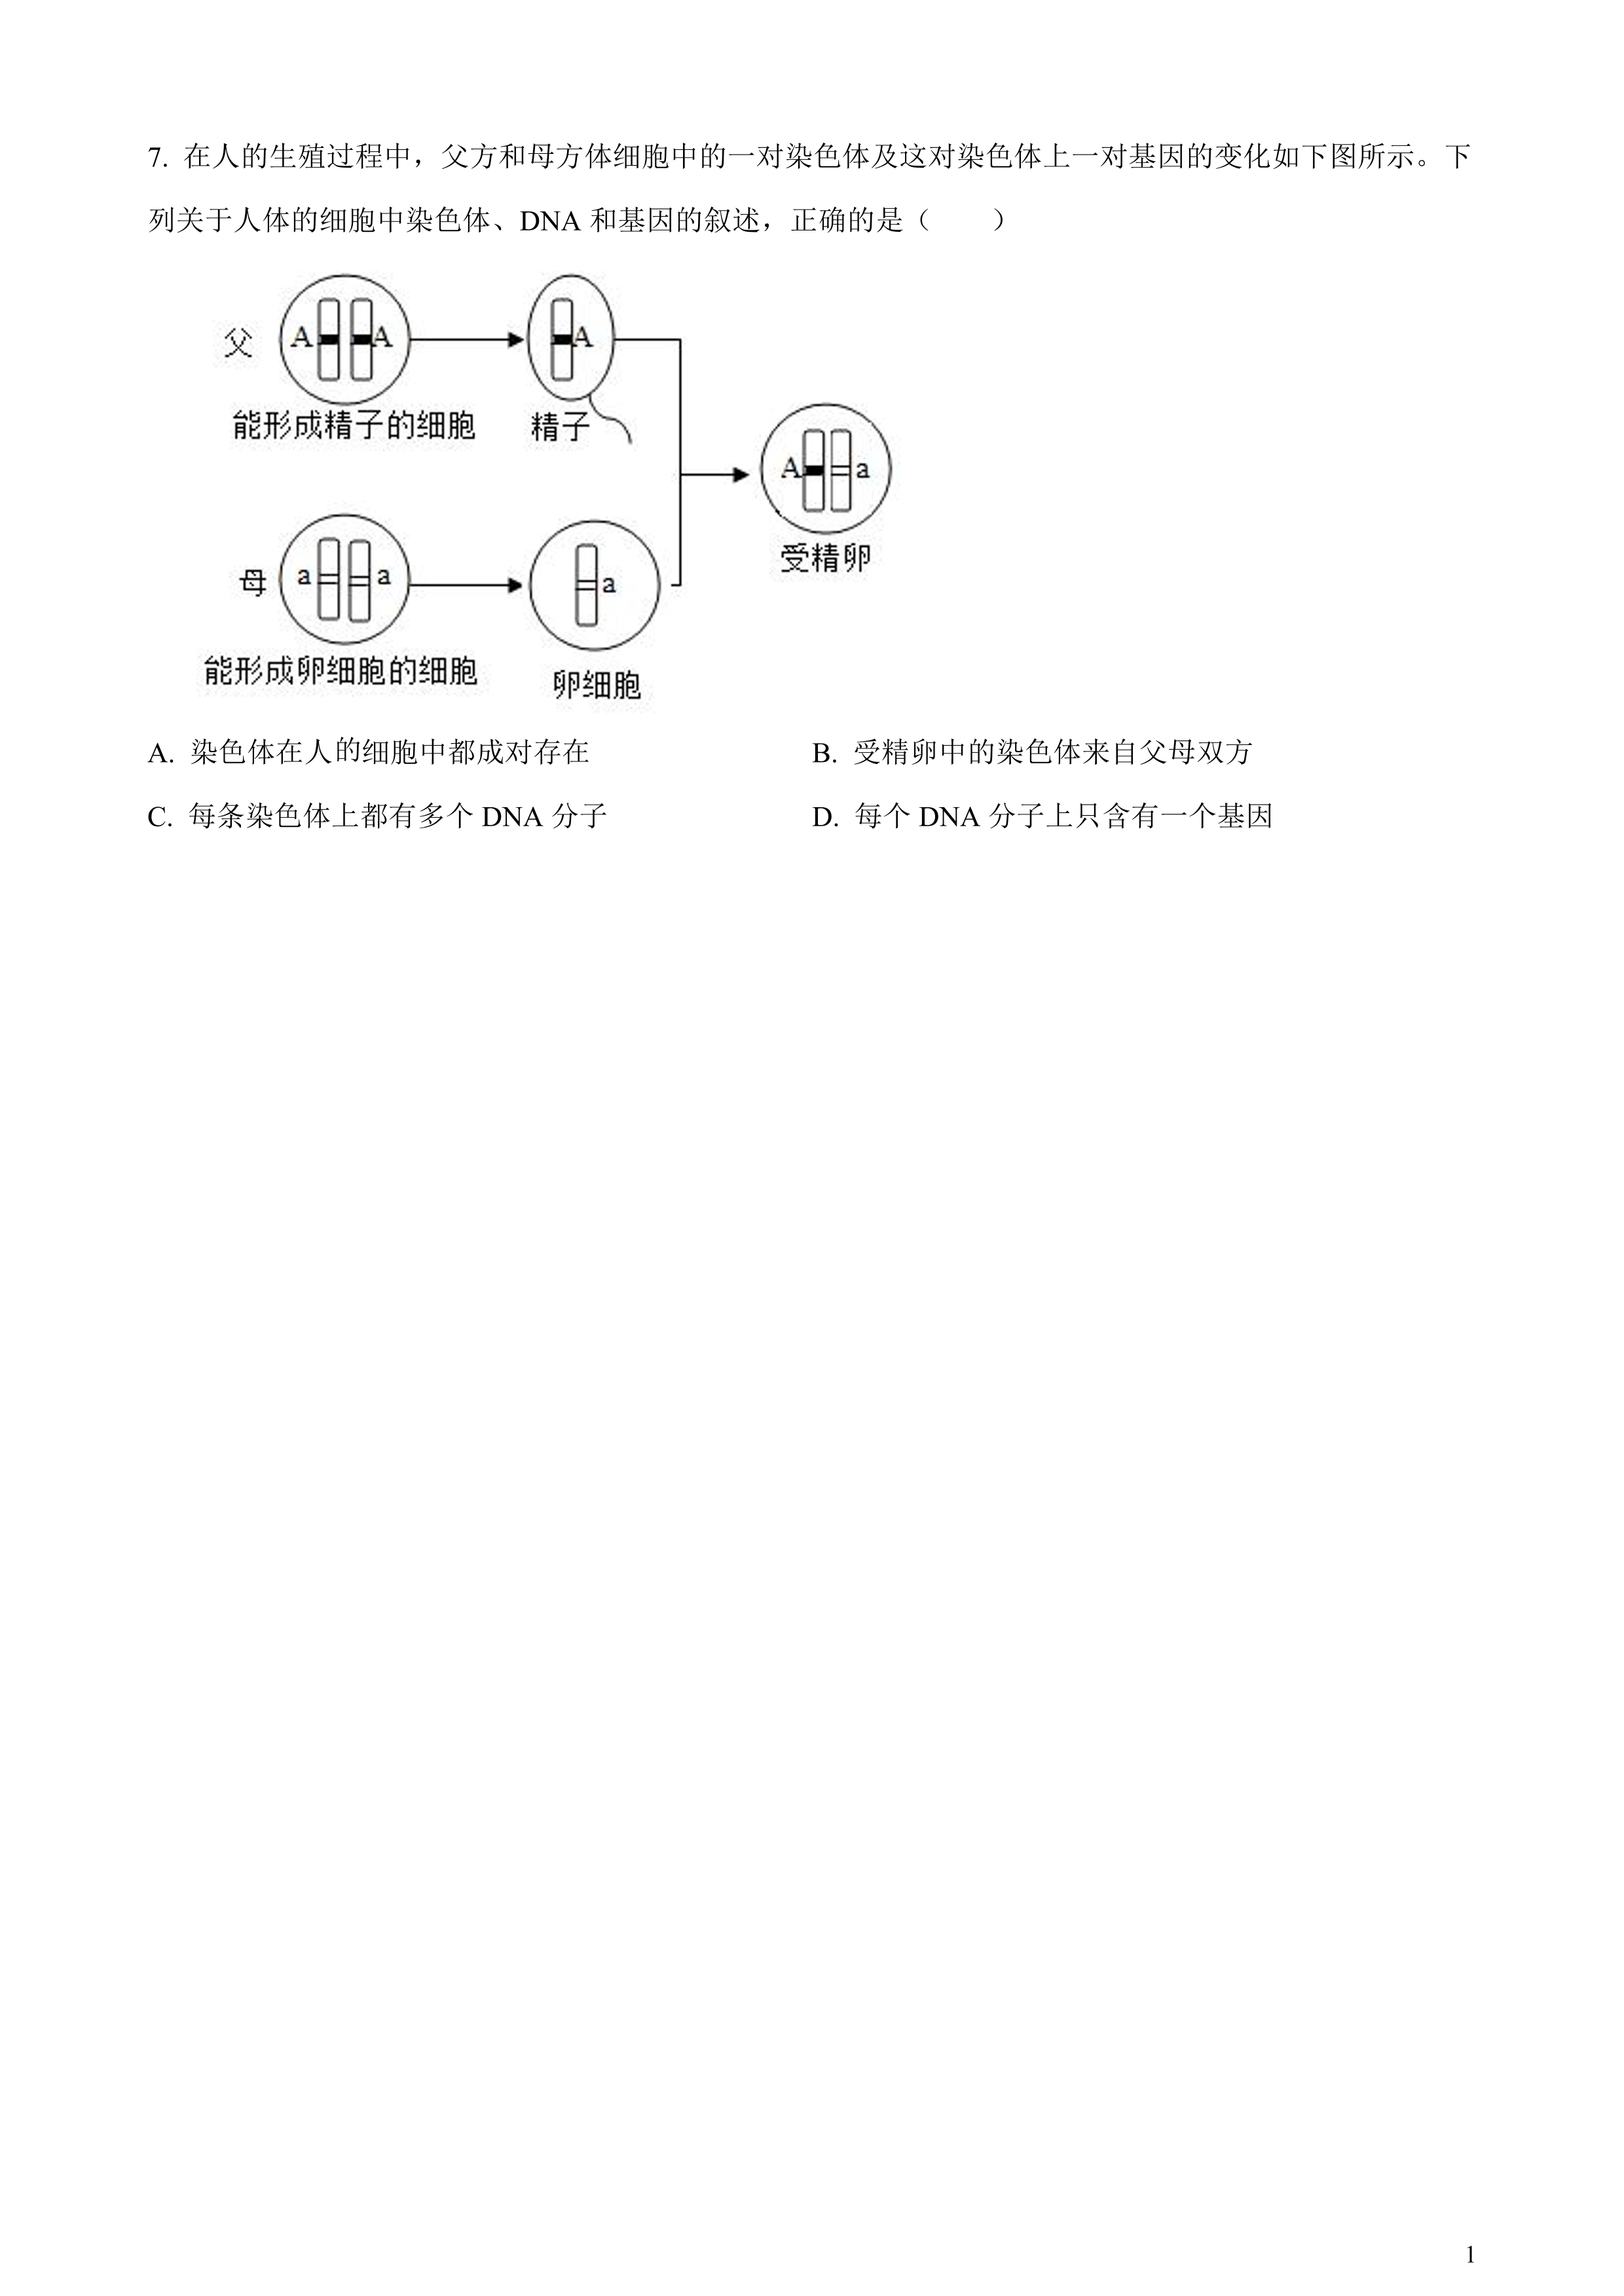 7. 在人的生殖过程中，父方和母方体细胞中的一对染色体及这对染色体上一对基因的变化如下图所示。下
列关于人体的细胞中染色体、DNA 和基因的叙述，正确的是（　　）
父 A A A
能形成精子的细胞 精子
A a
受精卵
母 a a a
能形成卵细胞的细胞 卵细胞
A. 染色体在人的细胞中都成对存在 B. 受精卵中的染色体来自父母双方
C. 每条染色体上都有多个 DNA 分子 D. 每个 DNA 分子上只含有一个基因
1